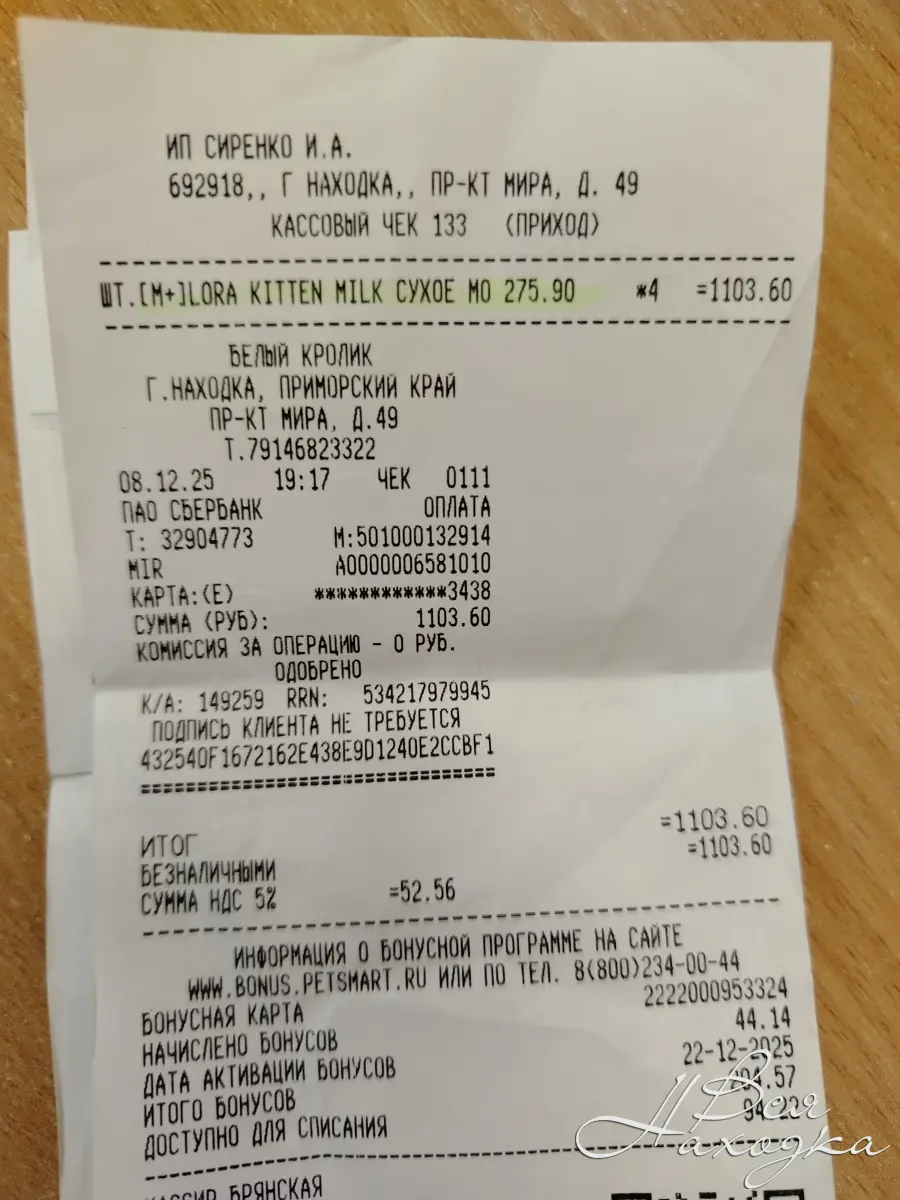 ИП СИРЕНКО И.А.
692918,, Г НАХОДКА,, ПР-КТ МИРА, Д. 49
КАССОВЫЙ ЧЕК 133 (ПРИХОД)
ШТ.[M+]LORA KITTEN MILK СУХОЕ МО 275.90 *4 =1103.60
БЕЛЫЙ КРОЛИК
Г.НАХОДКА, ПРИМОРСКИЙ КРАЙ
ПР-КТ МИРА, Д.49
Т.79146823322
08.12.25 19:17 ЧЕК 0111
ПАО СБЕРБАНК ОПЛАТА
Т: 32904773 М:501000132914
MIR A0000006581010
КАРТА:(E) ************3438
СУММА (РУБ): 1103.60
КОМИССИЯ ЗА ОПЕРАЦИЮ - 0 РУБ.
ОДОБРЕНО
К/А: 149259 RRN: 534217979945
ПОДПИСЬ КЛИЕНТА НЕ ТРЕБУЕТСЯ
432540F1672162E438E9D1240E2CCBF1
================================
ИТОГ =1103.60
БЕЗНАЛИЧНЫМИ =1103.60
СУММА НДС 5% =52.56
ИНФОРМАЦИЯ О БОНУСНОЙ ПРОГРАММЕ НА САЙТЕ
WWW.BONUS.PETSMART.RU ИЛИ ПО ТЕЛ. 8(800)234-00-44
БОНУСНАЯ КАРТА 2222000953324
НАЧИСЛЕНО БОНУСОВ 44.14
ДАТА АКТИВАЦИИ БОНУСОВ 22-12-2025
ИТОГО БОНУСОВ
ДОСТУПНО ДЛЯ СПИСАНИЯ
КАССИР БРЯНСКАЯ
Вся
Находка